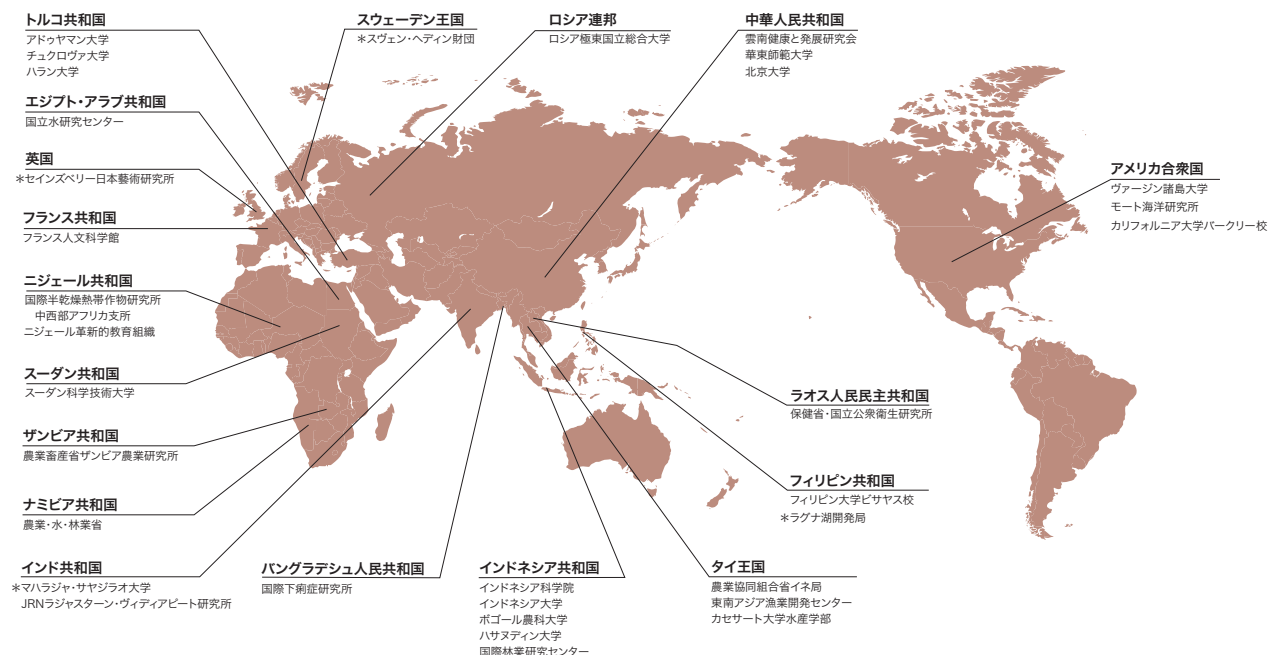 トルコ共和国
アドゥヤマン大学
チュクロヴァ大学
ハラン大学
エジプト・アラブ共和国
国立水研究センター
英国
*セインズベリー日本藝術研究所
フランス共和国
フランス人文科学館
ニジェール共和国
国際半乾燥熱帯作物研究所
中西部アフリカ支所
ニジェール革新的教育組織
スーダン共和国
スーダン科学技術大学
ザンビア共和国
農業畜産省ザンビア農業研究所
ナミビア共和国
農業・水・林業省
インド共和国
*マハラジャ・サヤジラオ大学
JRNラジャスターン・ヴィディアピート研究所
スウェーデン王国
*スヴェン・ヘディン財団
ロシア連邦
ロシア極東国立総合大学
中華人民共和国
雲南健康と発展研究会
華東師範大学
北京大学
アメリカ合衆国
ヴァージン諸島大学
モート海洋研究所
カリフォルニア大学バークリー校
ラオス人民民主共和国
保健省・国立公衆衛生研究所
フィリピン共和国
フィリピン大学ビサヤス校
*ラグナ湖開発局
バングラデシュ人民共和国
国際下痢症研究所
インドネシア共和国
インドネシア科学院
インドネシア大学
ボゴール農科大学
ハサヌディン大学
国際林業研究センター
タイ王国
農業協同組合省イネ局
東南アジア漁業開発センター
カセサート大学水産学部